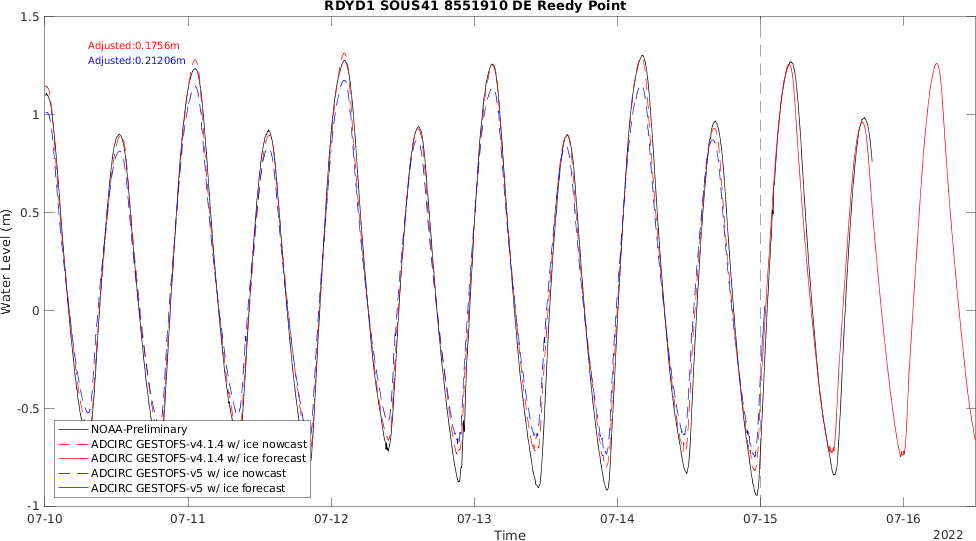 RDYD1 SOUS41 8551910 DE Reedy Point
Adjusted:0.1756m
Adjusted:0.21206m
Water Level (m)
1.5
1
0.5
0
-0.5
-1
NOAA-Preliminary
ADCIRC GESTOFS-v4.1.4 w/ ice nowcast
ADCIRC GESTOFS-v4.1.4 w/ ice forecast
ADCIRC GESTOFS-v5 w/ ice nowcast
ADCIRC GESTOFS-v5 w/ ice forecast
07-10 07-11 07-12 07-13 07-14 07-15 07-16
Time
2022